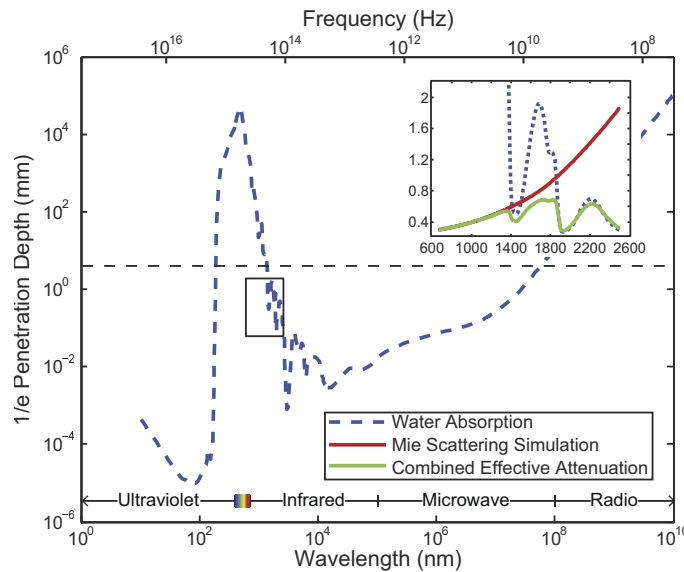 Frequency (Hz)
10^16 10^14 10^12 10^10 10^8
1/e Penetration Depth (mm)
10^6
10^4
10^2
10^0
10^−2
10^−4
10^−6
2
1.6
1.2
0.8
0.4
600 1000 1400 1800 2200 2600
Water Absorption
Mie Scattering Simulation
Combined Effective Attenuation
Ultraviolet Infrared Microwave Radio
10^0 10^2 10^4 10^6 10^8 10^10
Wavelength (nm)